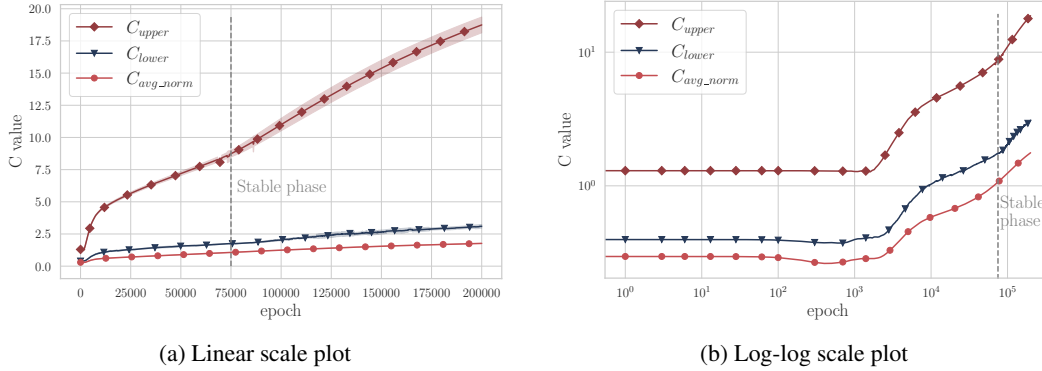 20.0
17.5
15.0
12.5
10.0
7.5
5.0
2.5
0.0
C value
C_upper
C_lower
C_avg_norm
Stable phase
0 25000 50000 75000 100000 125000 150000 175000 200000
epoch
(a) Linear scale plot
10^1
10^0
C value
C_upper
C_lower
C_avg_norm
Stable
phase
10^0 10^1 10^2 10^3 10^4 10^5
epoch
(b) Log-log scale plot